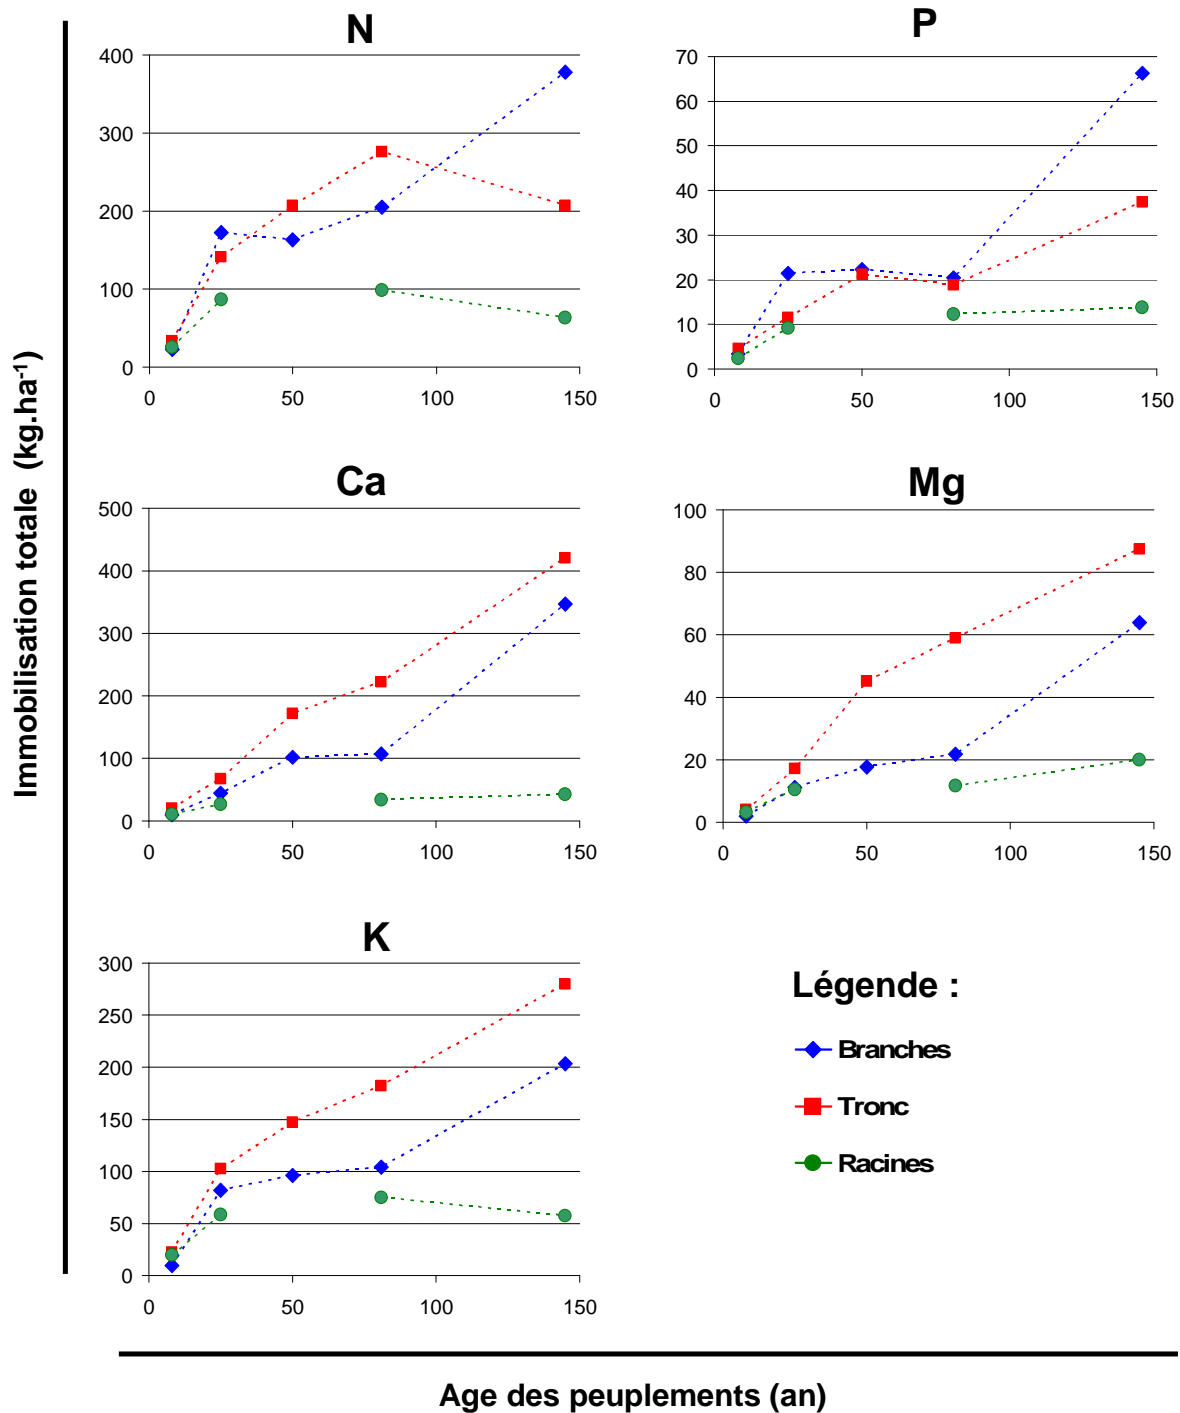 N
400
300
200
100
0
0 50 100 150
P
70
60
50
40
30
20
10
0
0 50 100 150
Immobilisation totale (kg.ha⁻¹)
Ca
500
400
300
200
100
0
0 50 100 150
Mg
100
80
60
40
20
0
0 50 100 150
K
300
250
200
150
100
50
0
0 50 100 150
Légende :
Branches
Tronc
Racines
Age des peuplements (an)